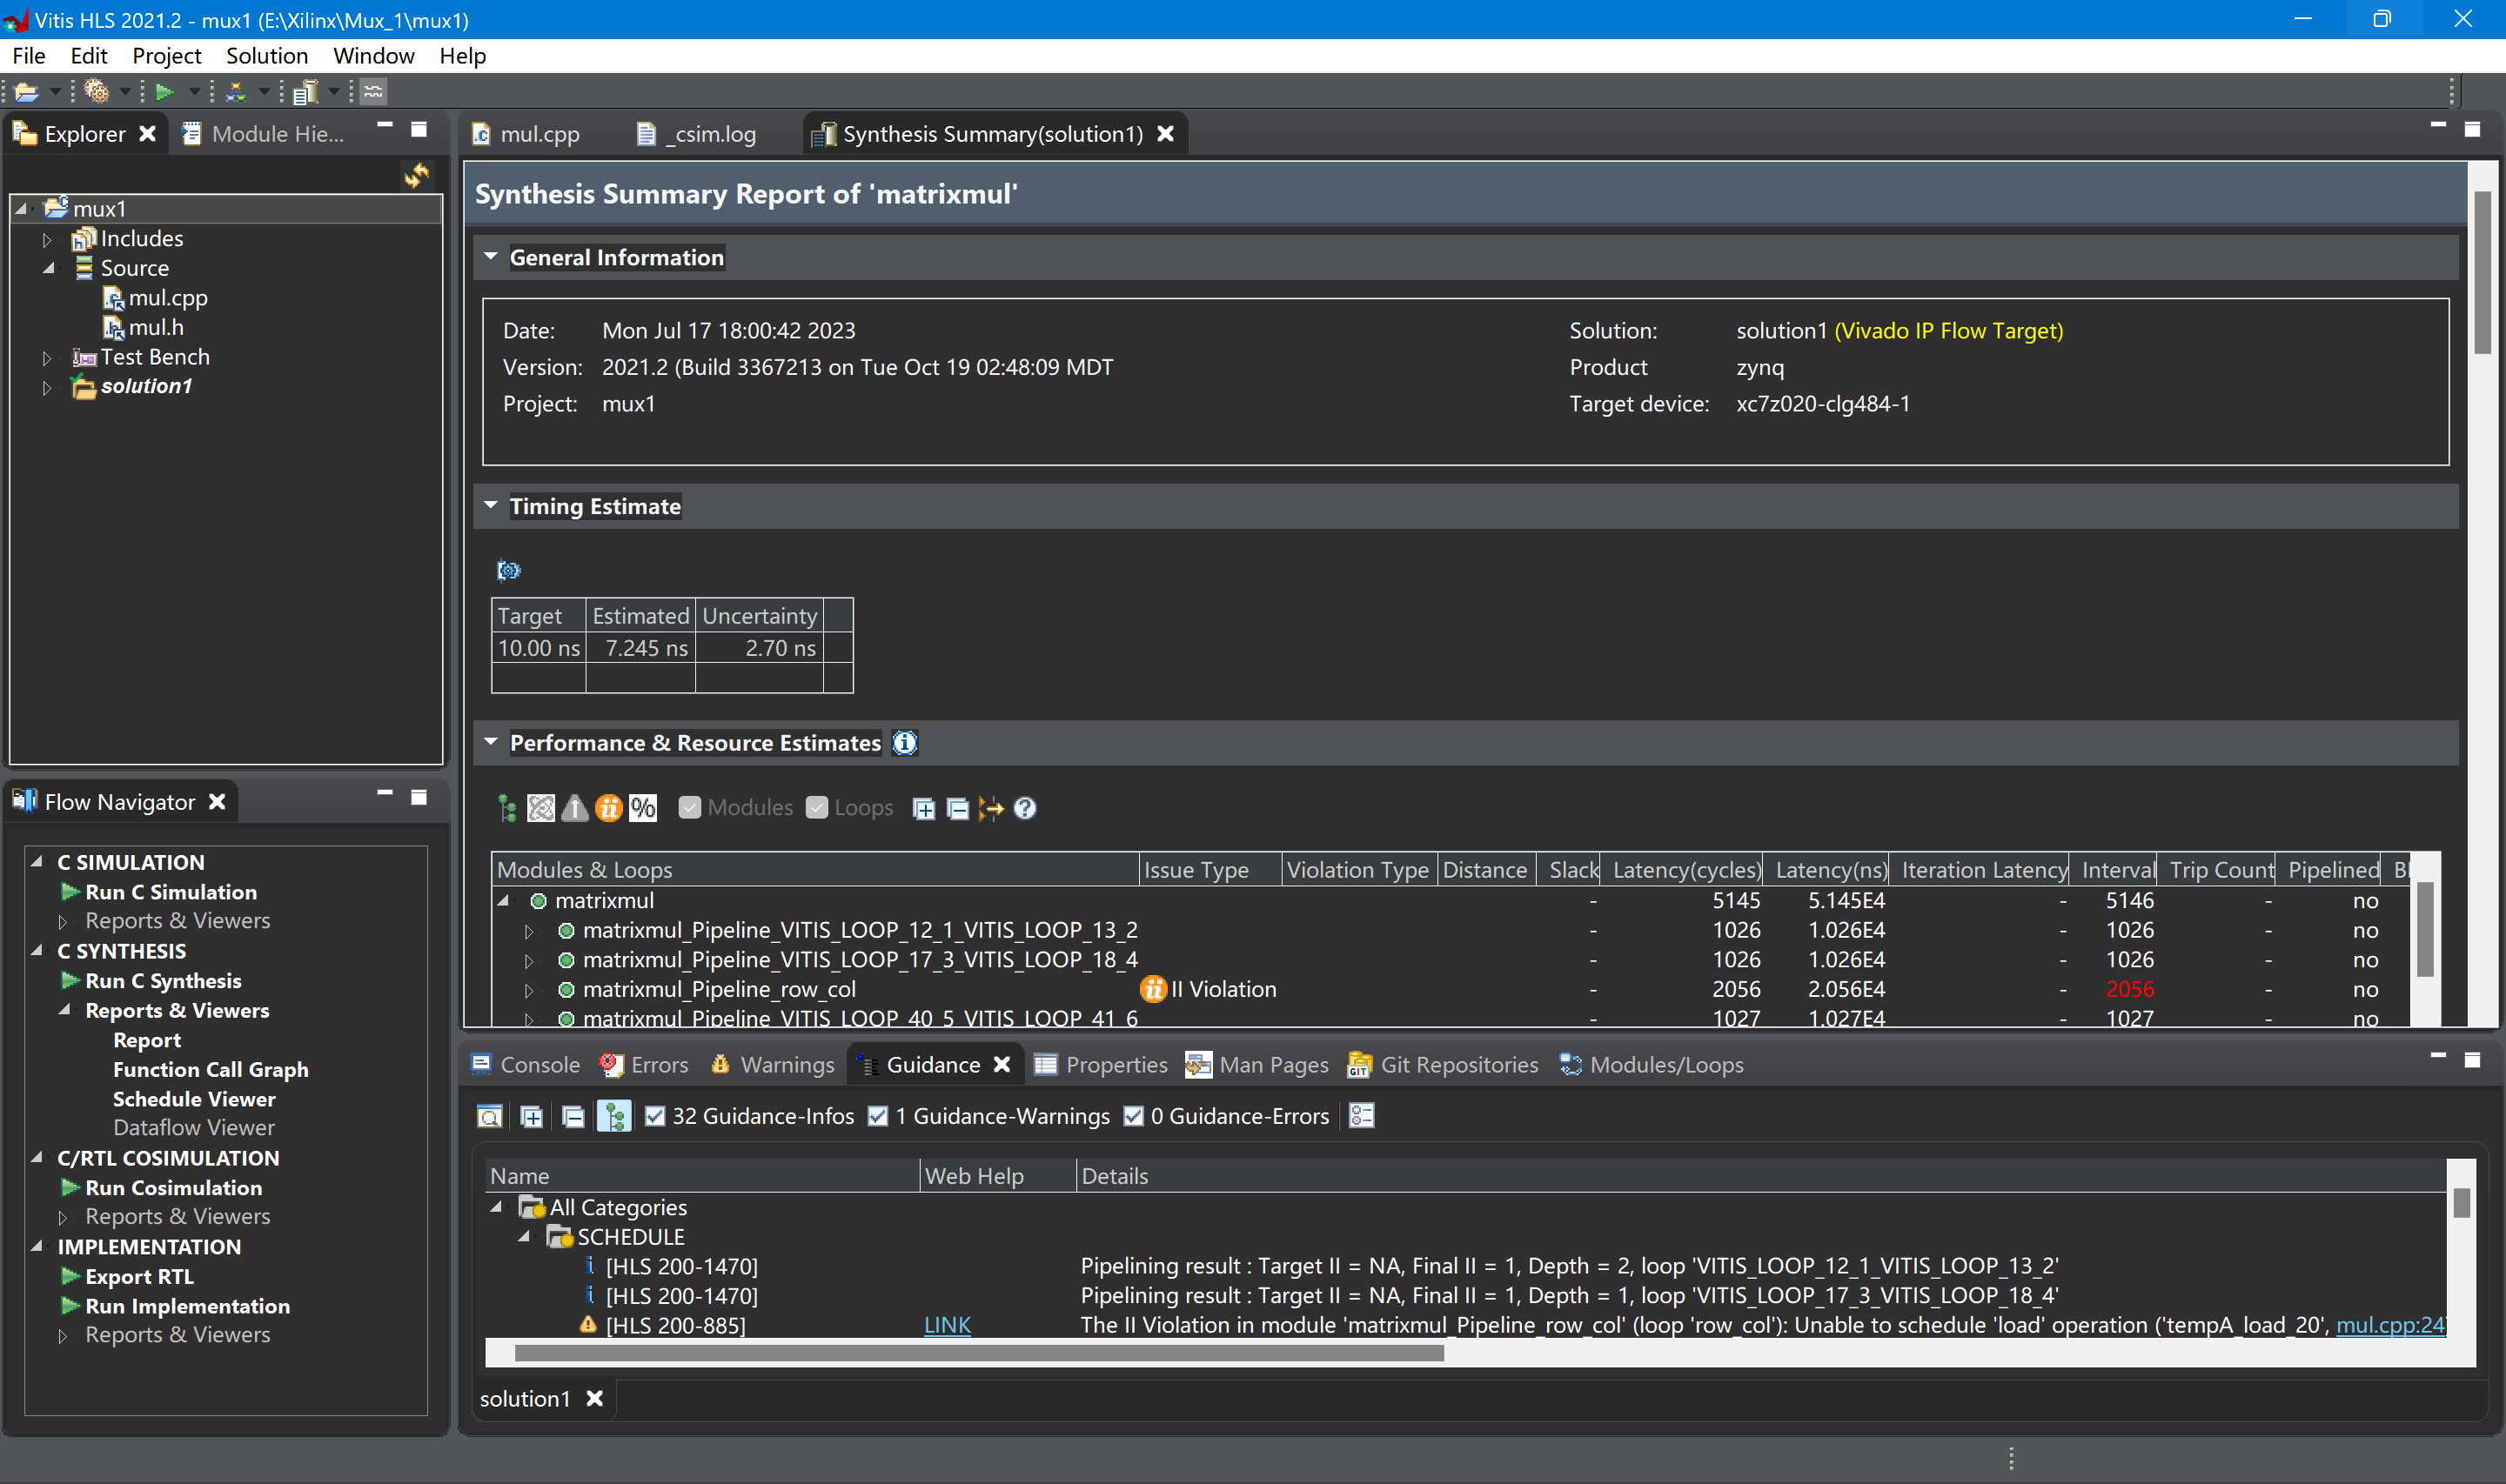 Vitis HLS 2021.2 - mux1 (E:\Xilinx\Mux_1\mux1)
File Edit Project Solution Window Help
Explorer Module Hie...
mux1
Includes
Source
mul.cpp
mul.h
Test Bench
solution1
Flow Navigator
C SIMULATION
Run C Simulation
Reports & Viewers
C SYNTHESIS
Run C Synthesis
Reports & Viewers
Report
Function Call Graph
Schedule Viewer
Dataflow Viewer
C/RTL COSIMULATION
Run Cosimulation
Reports & Viewers
IMPLEMENTATION
Export RTL
Run Implementation
Reports & Viewers
mul.cpp _csim.log Synthesis Summary(solution1)
Synthesis Summary Report of 'matrixmul'
General Information
Date: Mon Jul 17 18:00:42 2023 Solution: solution1 (Vivado IP Flow Target)
Version: 2021.2 (Build 3367213 on Tue Oct 19 02:48:09 MDT Product zynq
Project: mux1 Target device: xc7z020-clg484-1
Timing Estimate
Target Estimated Uncertainty
10.00 ns 7.245 ns 2.70 ns
Performance & Resource Estimates
% Modules Loops
Modules & Loops Issue Type Violation Type Distance Slack Latency(cycles) Latency(ns) Iteration Latency Interval Trip Count Pipelined
matrixmul - 5145 5.145E4 - 5146 - no
matrixmul_Pipeline_VITIS_LOOP_12_1_VITIS_LOOP_13_2 - 1026 1.026E4 - 1026 - no
matrixmul_Pipeline_VITIS_LOOP_17_3_VITIS_LOOP_18_4 - 1026 1.026E4 - 1026 - no
matrixmul_Pipeline_row_col II Violation - 2056 2.056E4 - 2056 - no
matrixmul_Pipeline_VITIS_LOOP_40_5_VITIS_LOOP_41_6 - 1027 1.027E4 - 1027 - no
Console Errors Warnings Guidance Properties Man Pages Git Repositories Modules/Loops
32 Guidance-Infos 1 Guidance-Warnings 0 Guidance-Errors
Name Web Help Details
All Categories
SCHEDULE
[HLS 200-1470] Pipelining result : Target II = NA, Final II = 1, Depth = 2, loop 'VITIS_LOOP_12_1_VITIS_LOOP_13_2'
[HLS 200-1470] Pipelining result : Target II = NA, Final II = 1, Depth = 1, loop 'VITIS_LOOP_17_3_VITIS_LOOP_18_4'
[HLS 200-885] LINK The II Violation in module 'matrixmul_Pipeline_row_col' (loop 'row_col'): Unable to schedule 'load' operation ('tempA_load_20', mul.cpp:24
solution1